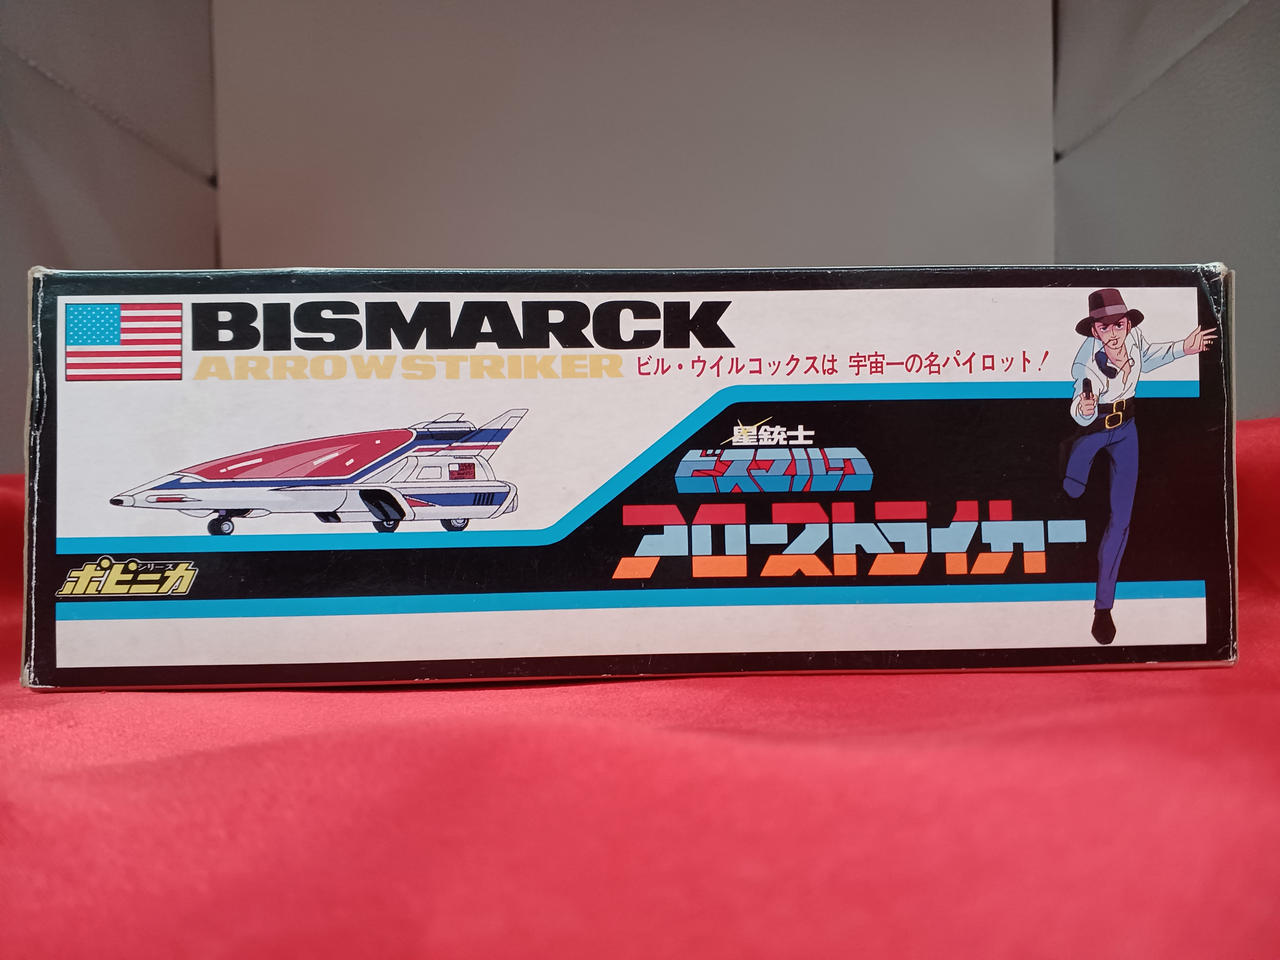 BISMARCK
ARROW STRIKER
ビル・ウイルコックスは 宇宙一の名パイロット!
星銃士
ビスマルク
アローストライカー
ポピニカ
シリーズ